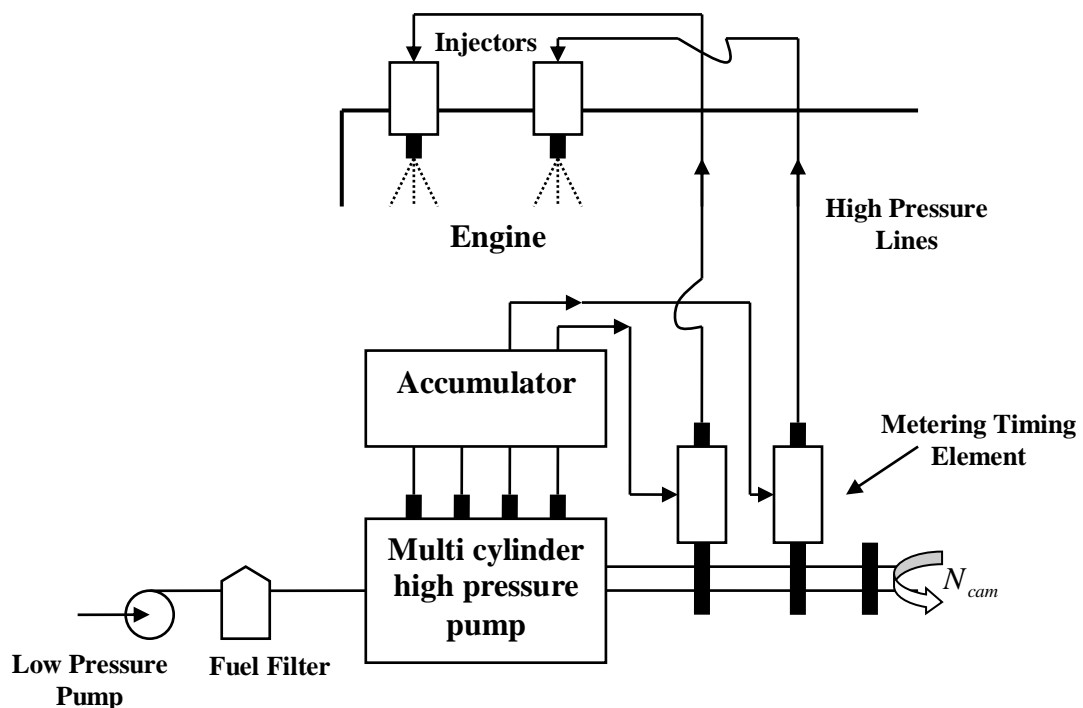 Injectors
Engine
High Pressure
Lines
Accumulator
Metering Timing
Element
Multi cylinder
high pressure
pump
N_cam
Low Pressure
Pump
Fuel Filter